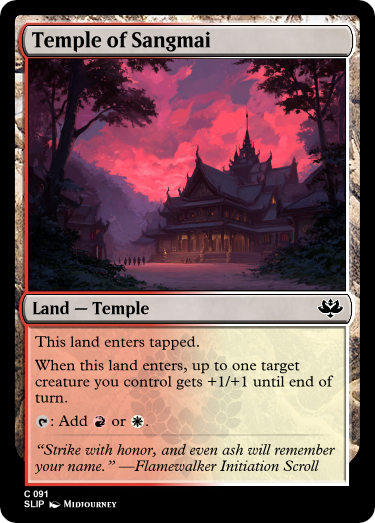 Temple of Sangmai
Land — Temple
This land enters tapped.
When this land enters, up to one target
creature you control gets +1/+1 until end of
turn.
: Add or .
“Strike with honor, and even ash will remember
your name.” —Flamewalker Initiation Scroll
C 091
SLIP Midjourney